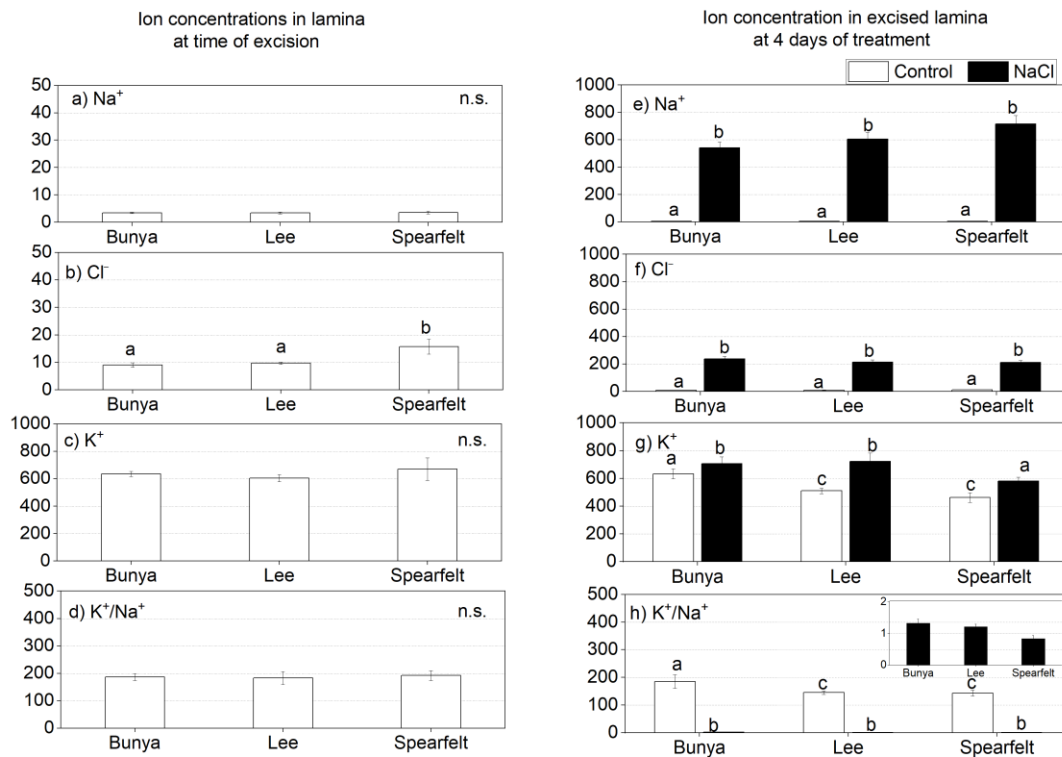 Ion concentrations in lamina
at time of excision
50
40
30
20
10
0
a) Na⁺
n.s.
Bunya Lee Spearfelt
50
40
30
20
10
0
b) Cl⁻
a a b
Bunya Lee Spearfelt
1000
800
600
400
200
0
c) K⁺
n.s.
Bunya Lee Spearfelt
500
400
300
200
100
0
d) K⁺/Na⁺
n.s.
Bunya Lee Spearfelt
Ion concentration in excised lamina
at 4 days of treatment
Control NaCl
1000
800
600
400
200
0
e) Na⁺
a b a b a b
Bunya Lee Spearfelt
1000
800
600
400
200
0
f) Cl⁻
a b a b a b
Bunya Lee Spearfelt
1000
800
600
400
200
0
g) K⁺
a b c b c a
Bunya Lee Spearfelt
500
400
300
200
100
0
h) K⁺/Na⁺
2
1
0
Bunya Lee Spearfelt
a b c b c b
Bunya Lee Spearfelt